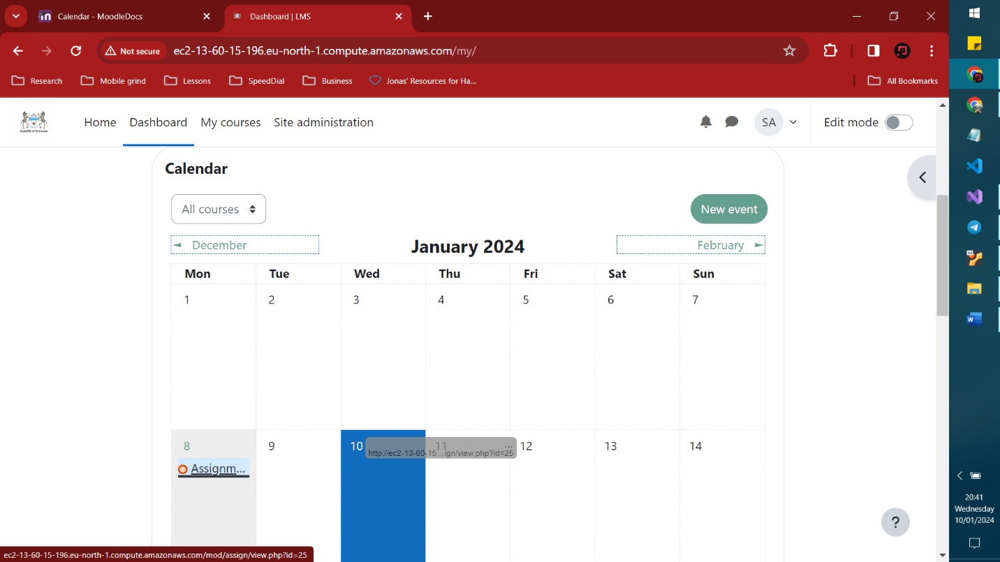 Calendar - MoodleDocs
Dashboard | LMS
Not secure
ec2-13-60-15-196.eu-north-1.compute.amazonaws.com/my/
Research
Mobile grind
Lessons
SpeedDial
Business
Jonas' Resources for Ha...
All Bookmarks
Republic of Botswana
Home
Dashboard
My courses
Site administration
SA
Edit mode
Calendar
All courses
New event
◄ December
January 2024
February ►
Mon Tue Wed Thu Fri Sat Sun
1 2 3 4 5 6 7
8 9 10 11 12 13 14
...
http://ec2-13-60-15...ign/view.php?id=25
Assignm...
?
ec2-13-60-15-196.eu-north-1.compute.amazonaws.com/mod/assign/view.php?id=25
20:41
Wednesday
10/01/2024